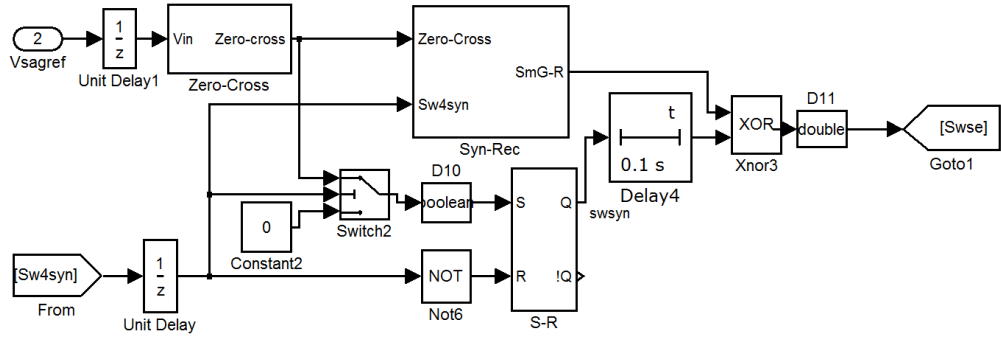 2
Vsagref
1
z
Unit Delay1
Vin
Zero-cross
Zero-Cross
Zero-Cross
Sw4syn
SmG-R
Syn-Rec
t
0.1 s
Delay4
XOR
Xnor3
D11
double
[Swse]
Goto1
Switch2
0
Constant2
D10
boolean
S
R
Q
!Q
S-R
swsyn
[Sw4syn]
From
1
z
Unit Delay
NOT
Not6